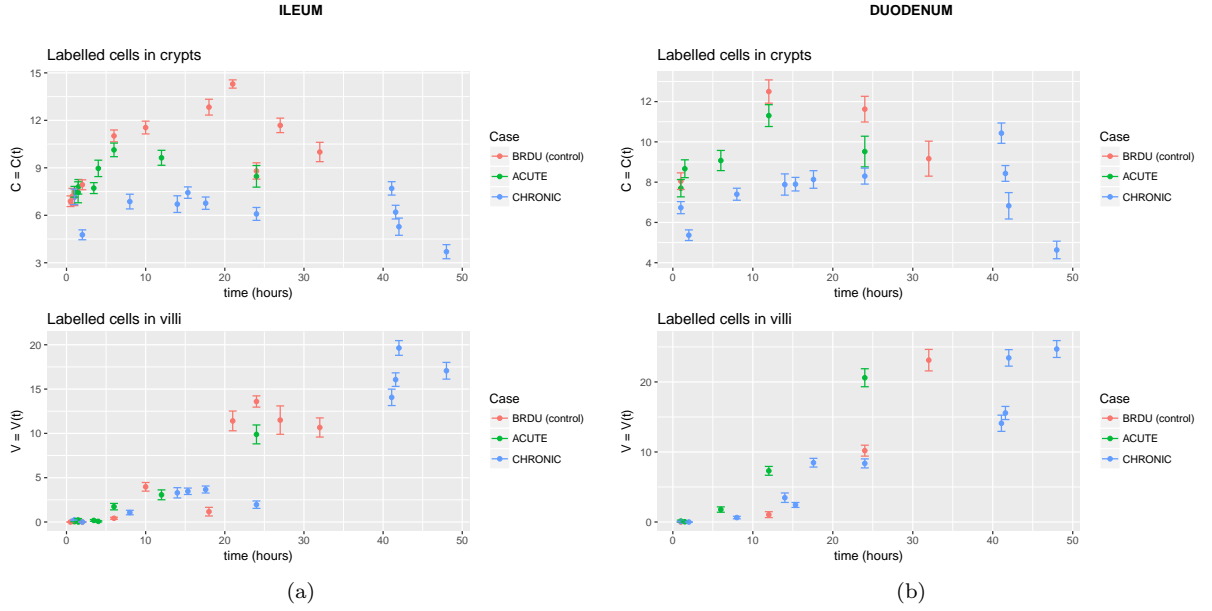 ILEUM
Labelled cells in crypts
C = C(t)
15
12
9
6
3
0
10
20
30
40
50
time (hours)
Case
BRDU (control)
ACUTE
CHRONIC
Labelled cells in villi
V = V(t)
20
15
10
5
0
0
10
20
30
40
50
time (hours)
Case
BRDU (control)
ACUTE
CHRONIC
(a)
DUODENUM
Labelled cells in crypts
C = C(t)
12
10
8
6
4
0
10
20
30
40
50
time (hours)
Case
BRDU (control)
ACUTE
CHRONIC
Labelled cells in villi
V = V(t)
20
10
0
0
10
20
30
40
50
time (hours)
Case
BRDU (control)
ACUTE
CHRONIC
(b)